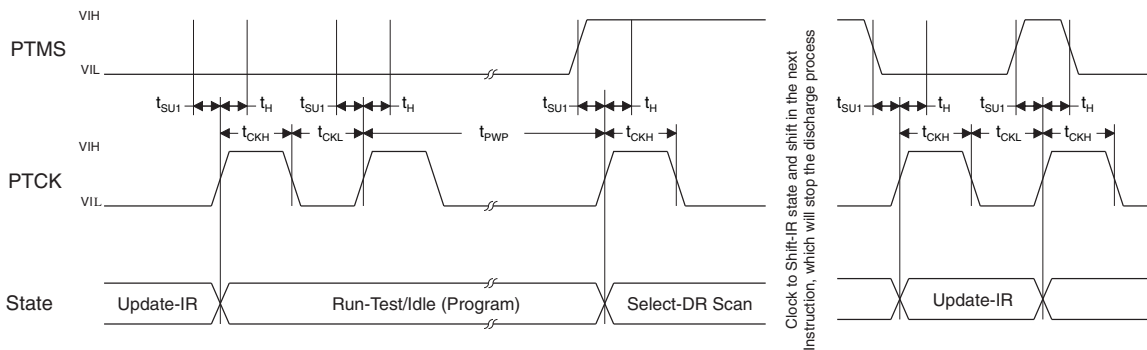 VIH
PTMS
VIL
tSU1 tH tSU1 tH tSU1 tH tSU1 tH tSU1 tH
tCKH tCKL tPWP tCKH tCKH tCKL tCKH
VIH
PTCK
VIL
State Update-IR Run-Test/Idle (Program) Select-DR Scan Update-IR
Clock to Shift-IR state and shift in the next
Instruction, which will stop the discharge process